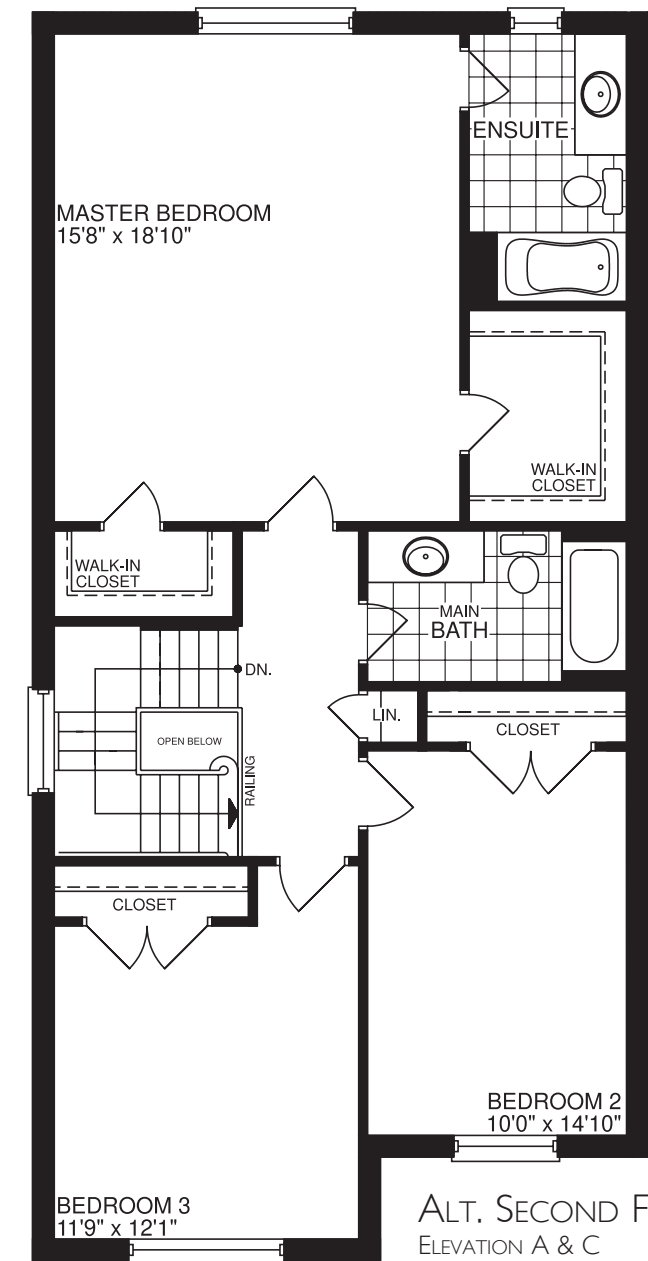 ENSUITE
MASTER BEDROOM
15'8" x 18'10"
WALK-IN
CLOSET
WALK-IN
CLOSET
MAIN
BATH
DN.
LIN.
CLOSET
OPEN BELOW
RAILING
CLOSET
BEDROOM 2
10'0" x 14'10"
BEDROOM 3
11'9" x 12'1"
ALT. SECOND F
ELEVATION A & C